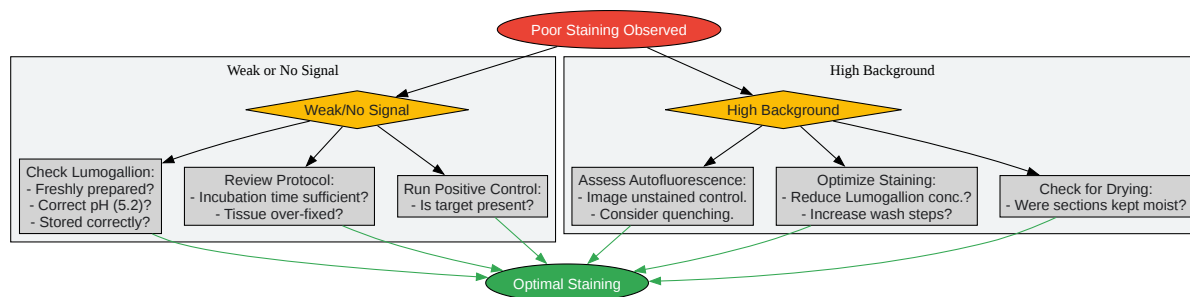 Poor Staining Observed
Weak or No Signal
High Background
Weak/No Signal
High Background
Check Lumogallion:
- Freshly prepared?
- Correct pH (5.2)?
- Stored correctly?
Review Protocol:
- Incubation time sufficient?
- Tissue over-fixed?
Run Positive Control:
- Is target present?
Assess Autofluorescence:
- Image unstained control.
- Consider quenching.
Optimize Staining:
- Reduce Lumogallion conc.?
- Increase wash steps?
Check for Drying:
- Were sections kept moist?
Optimal Staining